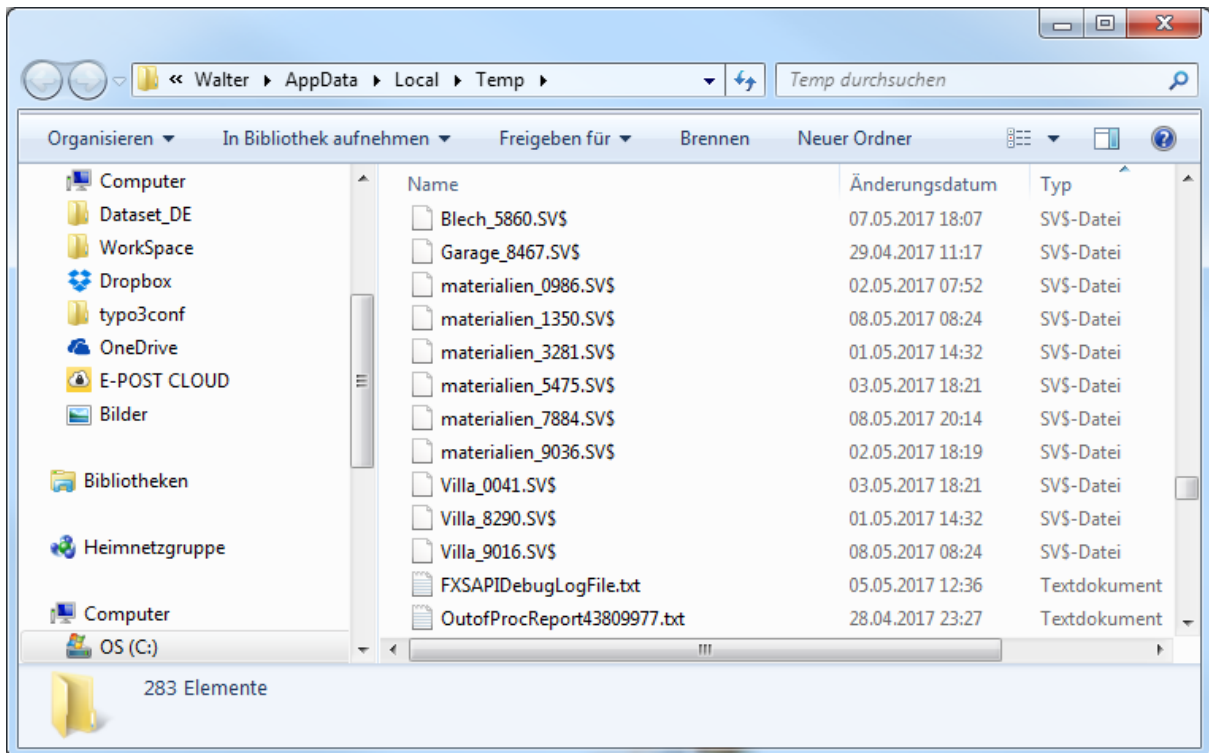 « Walter ▸ AppData ▸ Local ▸ Temp ▸ Temp durchsuchen
Organisieren ▼ In Bibliothek aufnehmen ▼ Freigeben für ▼ Brennen Neuer Ordner
Computer
Dataset_DE
WorkSpace
Dropbox
typo3conf
OneDrive
E-POST CLOUD
Bilder
Bibliotheken
Heimnetzgruppe
Computer
OS (C:)
Name Änderungsdatum Typ
Blech_5860.SV$ 07.05.2017 18:07 SV$-Datei
Garage_8467.SV$ 29.04.2017 11:17 SV$-Datei
materialien_0986.SV$ 02.05.2017 07:52 SV$-Datei
materialien_1350.SV$ 08.05.2017 08:24 SV$-Datei
materialien_3281.SV$ 01.05.2017 14:32 SV$-Datei
materialien_5475.SV$ 03.05.2017 18:21 SV$-Datei
materialien_7884.SV$ 08.05.2017 20:14 SV$-Datei
materialien_9036.SV$ 02.05.2017 18:19 SV$-Datei
Villa_0041.SV$ 03.05.2017 18:21 SV$-Datei
Villa_8290.SV$ 01.05.2017 14:32 SV$-Datei
Villa_9016.SV$ 08.05.2017 08:24 SV$-Datei
FXSAPIDebugLogFile.txt 05.05.2017 12:36 Textdokument
OutofProcReport43809977.txt 28.04.2017 23:27 Textdokument
283 Elemente